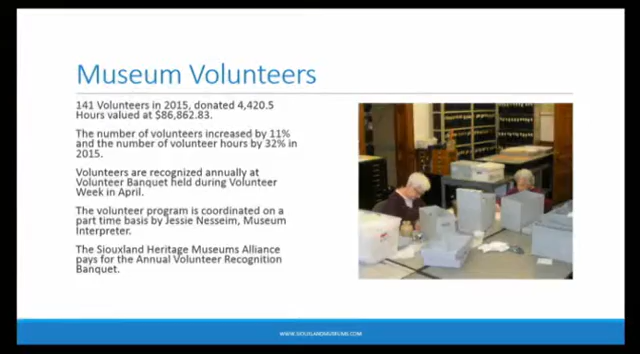 Museum Volunteers
141 Volunteers in 2015, donated 4,420.5
Hours valued at $86,862.83.
The number of volunteers increased by 11%
and the number of volunteer hours by 32% in
2015.
Volunteers are recognized annually at
Volunteer Banquet held during Volunteer
Week in April.
The volunteer program is coordinated on a
part time basis by Jessie Nesseim, Museum
Interpreter.
The Siouxland Heritage Museums Alliance
pays for the Annual Volunteer Recognition
Banquet.
WWW.SIOUXLANDMUSEUMS.COM